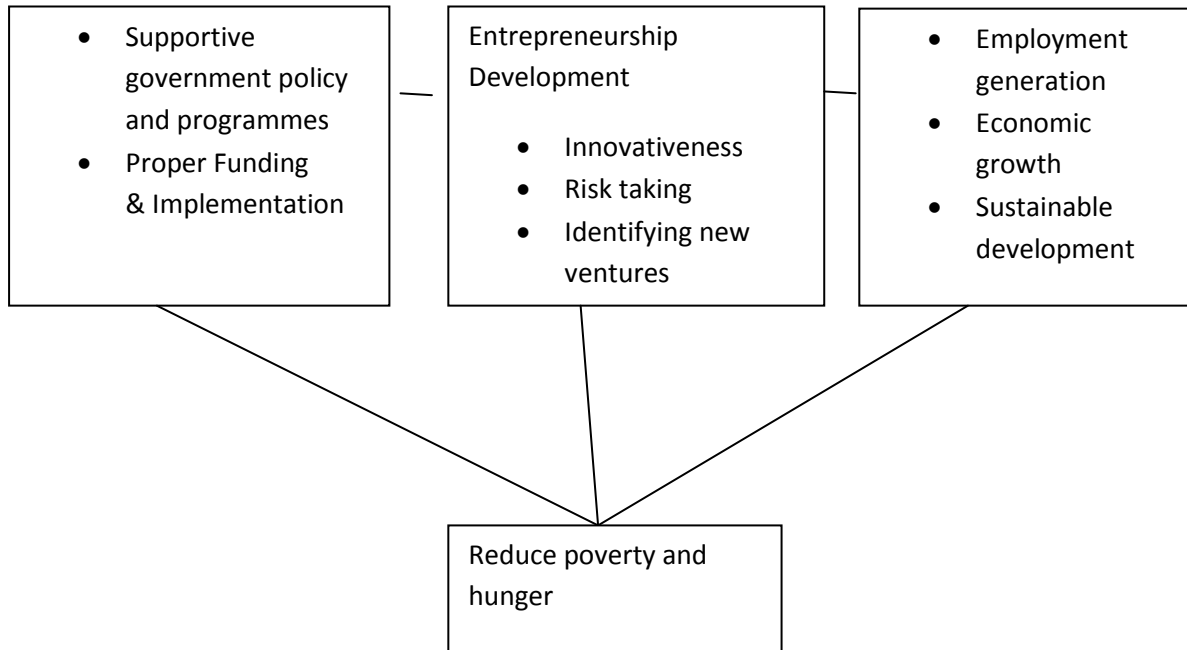 • Supportive
government policy
and programmes
• Proper Funding
& Implementation
Entrepreneurship
Development
• Innovativeness
• Risk taking
• Identifying new
ventures
• Employment
generation
• Economic
growth
• Sustainable
development
Reduce poverty and
hunger